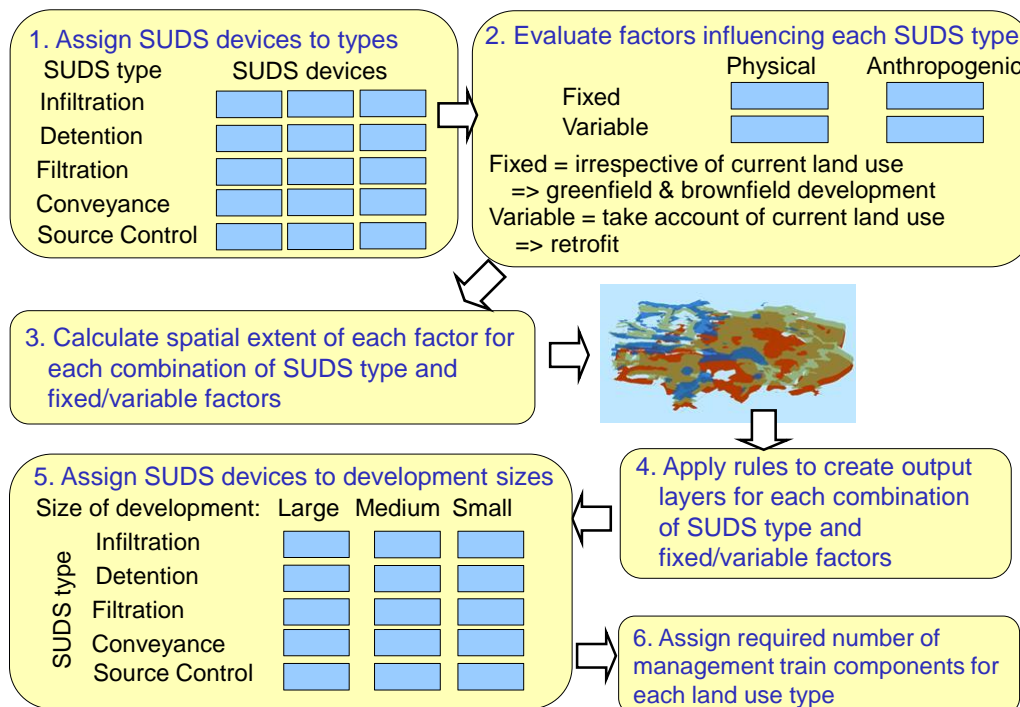 1. Assign SUDS devices to types
SUDS type SUDS devices
Infiltration
Detention
Filtration
Conveyance
Source Control
2. Evaluate factors influencing each SUDS type
Physical Anthropogenic
Fixed
Variable
Fixed = irrespective of current land use
=> greenfield & brownfield development
Variable = take account of current land use
=> retrofit
3. Calculate spatial extent of each factor for
each combination of SUDS type and
fixed/variable factors
4. Apply rules to create output
layers for each combination
of SUDS type and
fixed/variable factors
5. Assign SUDS devices to development sizes
Size of development: Large Medium Small
SUDS type
Infiltration
Detention
Filtration
Conveyance
Source Control
6. Assign required number of
management train components for
each land use type